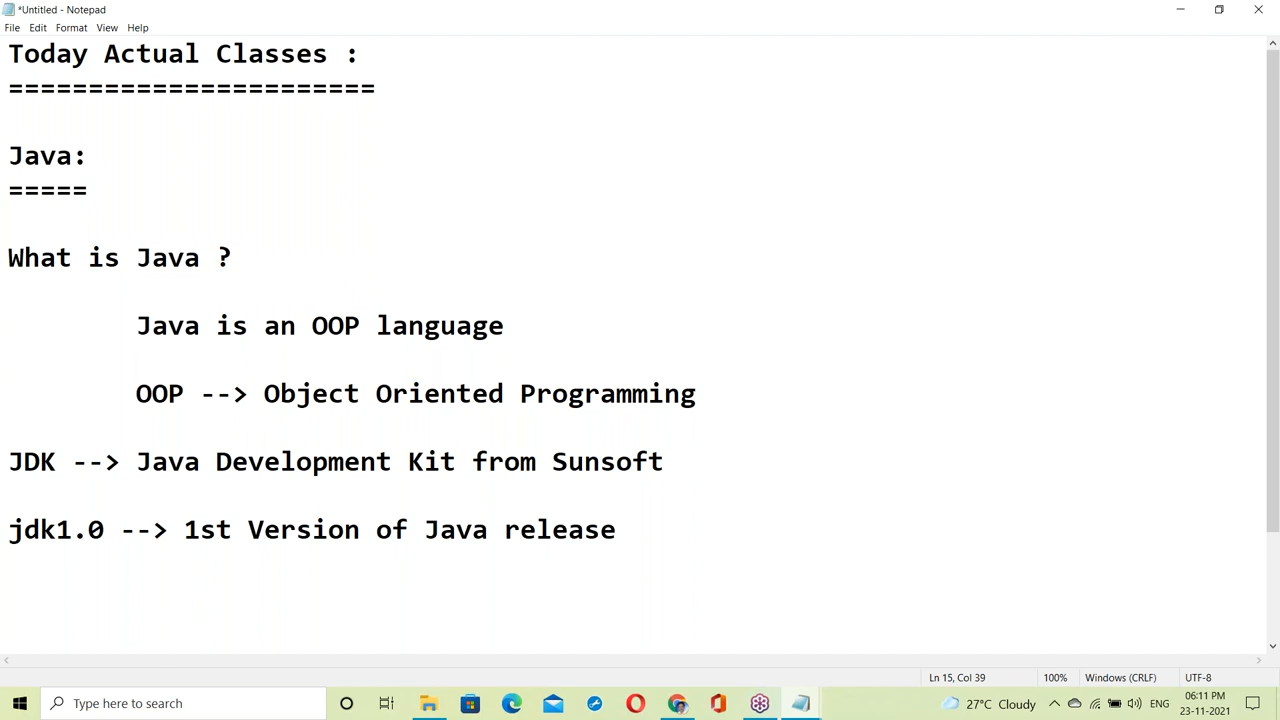 *Untitled - Notepad
File Edit Format View Help
Today Actual Classes :
=======================
Java:
=====
What is Java ?
Java is an OOP language
OOP --> Object Oriented Programming
JDK --> Java Development Kit from Sunsoft
jdk1.0 --> 1st Version of Java release
Ln 15, Col 39 100% Windows (CRLF) UTF-8
Type here to search 27°C Cloudy ENG 06:11 PM
23-11-2021